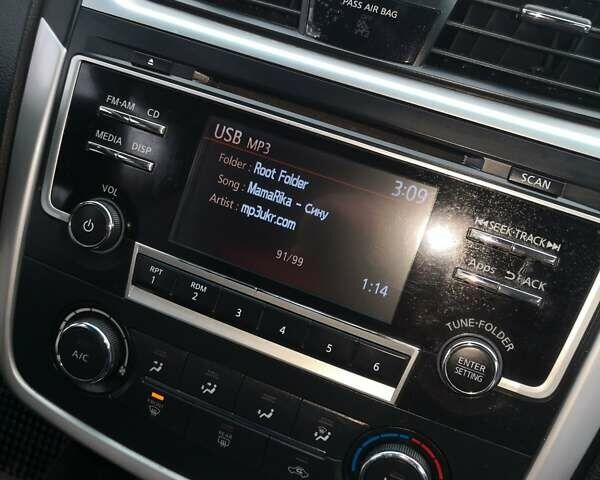 PASS AIR BAG
FM-AM CD
MEDIA DISP
VOL
USB MP3
3:09
Folder : Root Folder
Song : MamaRika - Сину
Artist : mp3ukr.com
91/99
1:14
SCAN
SEEK·TRACK
Apps BACK
TUNE·FOLDER
ENTER
SETTING
RPT
1
RDM
2
3
4
5
6
A/C
FRONT
REAR